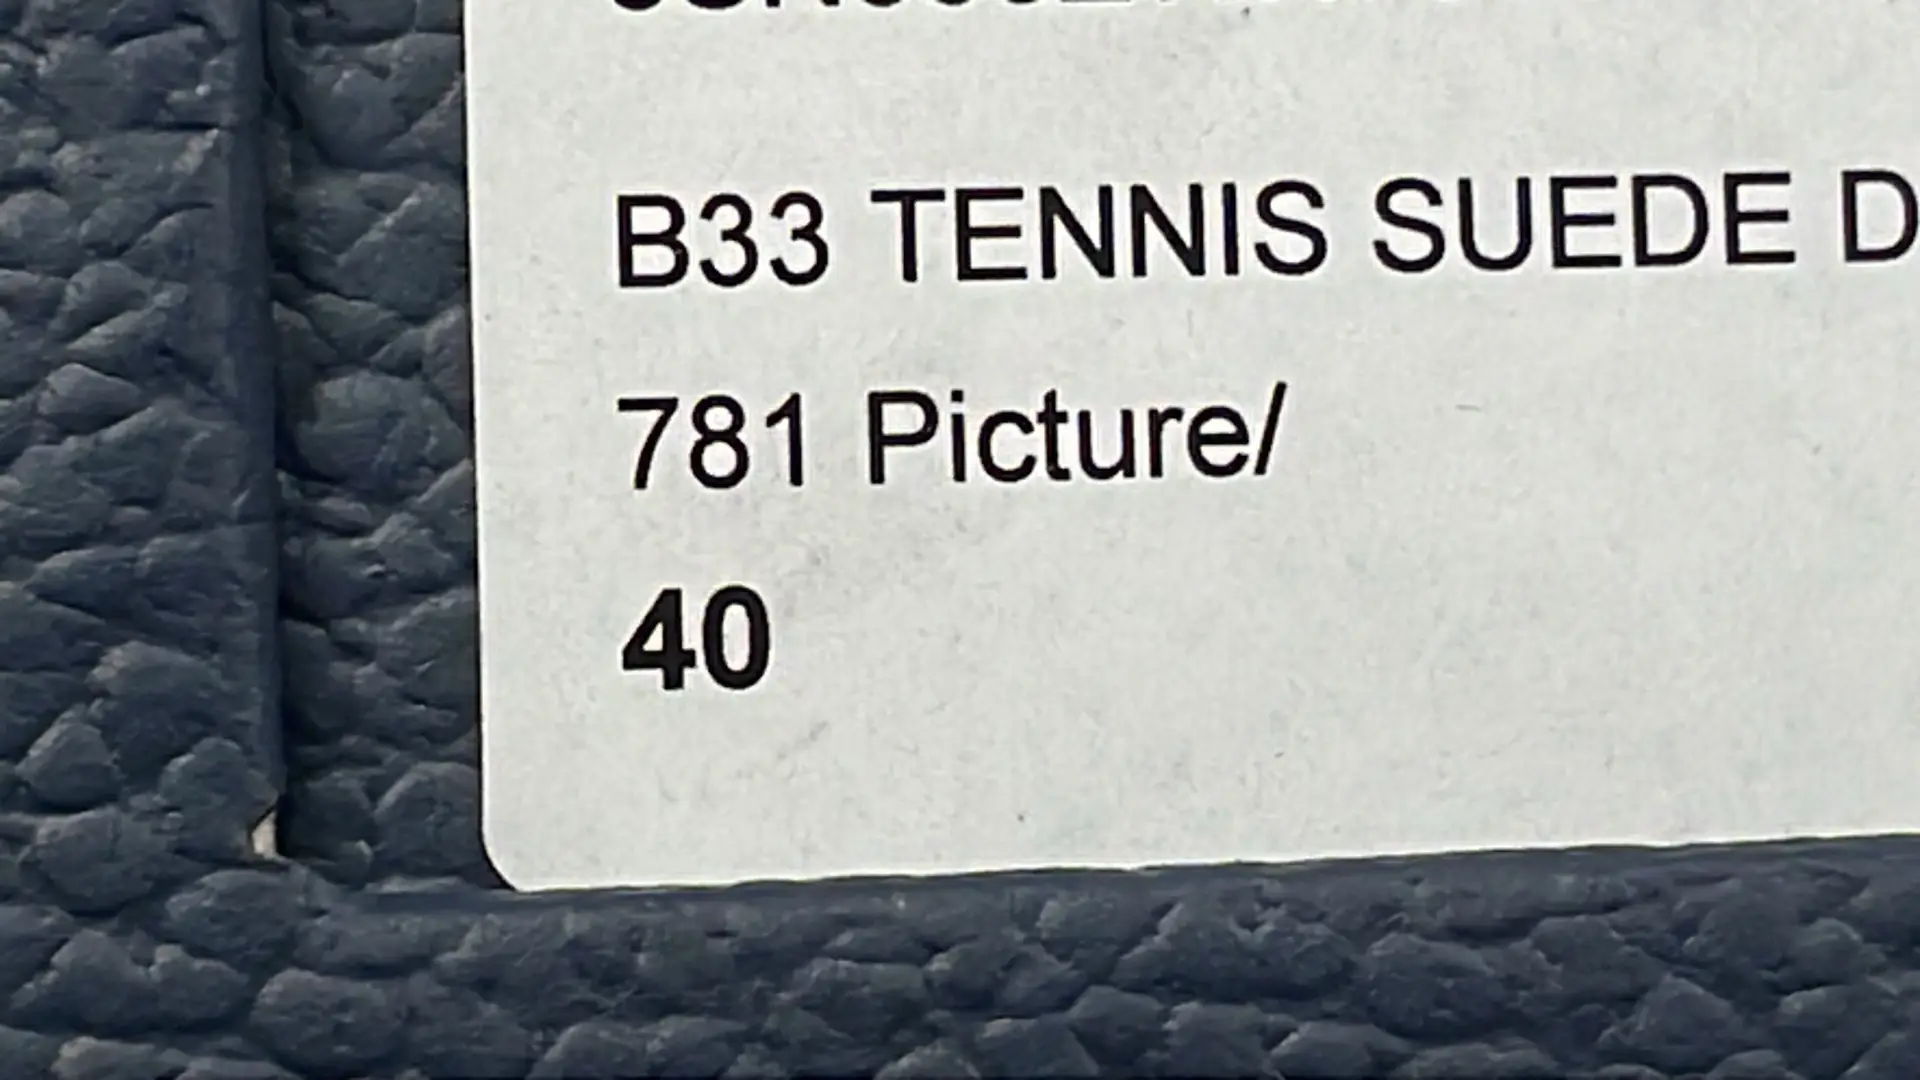 B33 TENNIS SUEDE D
781 Picture/
40